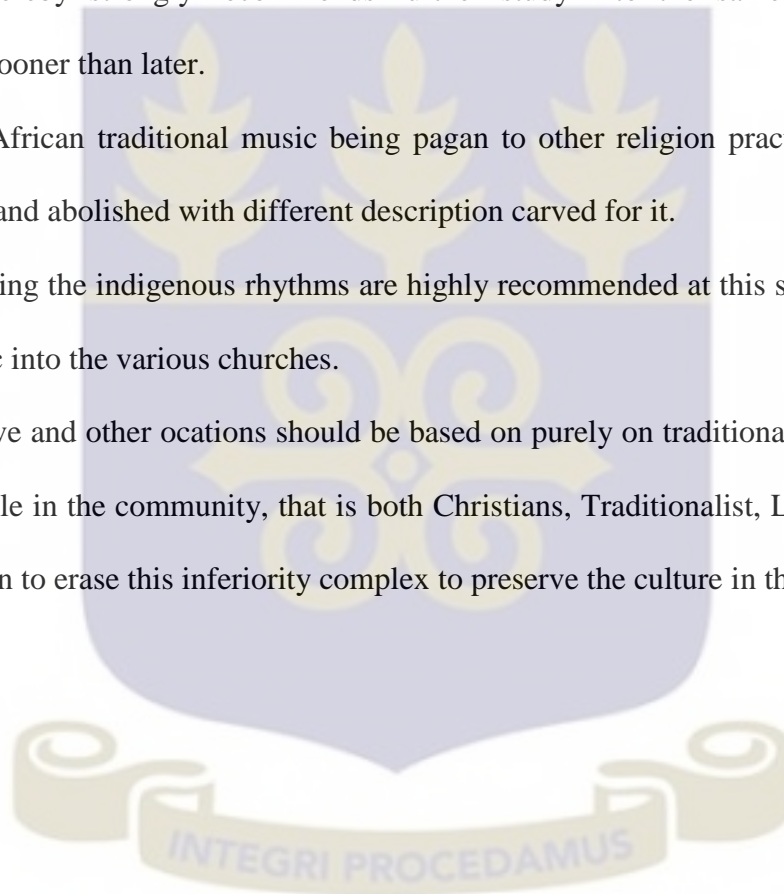 ooner than later.
African traditional music being pagan to other religion prac
and abolished with different description carved for it.
ing the indigenous rhythms are highly recommended at this s
into the various churches.
ve and other ocations should be based on purely on traditiona
le in the community, that is both Christians, Traditionalist, L
n to erase this inferiority complex to preserve the culture in th
INTEGRI PROCEDAMUS